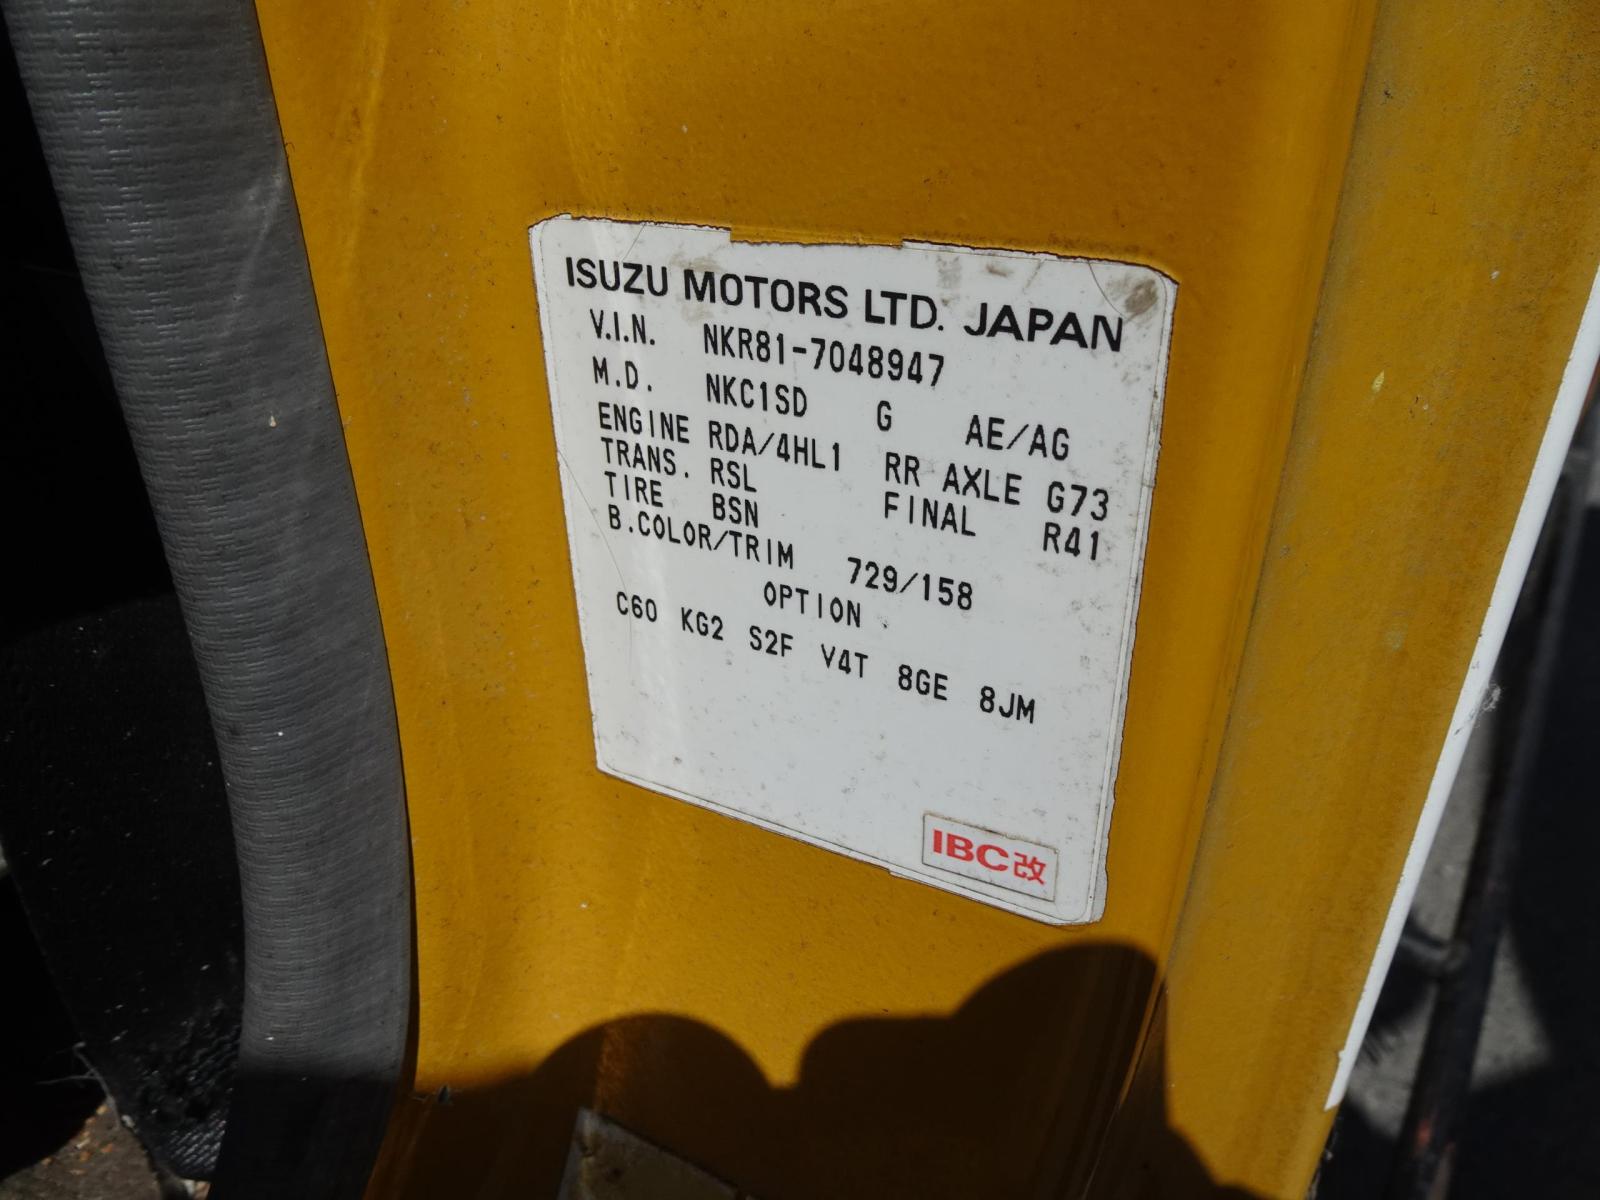 ISUZU MOTORS LTD. JAPAN
V.I.N. NKR81-7048947
M.D. NKC1SD G AE/AG
ENGINE RDA/4HL1 RR AXLE G73
TRANS. RSL FINAL R41
TIRE BSN
B.COLOR/TRIM 729/158
OPTION
C60 KG2 S2F V4T 8GE 8JM
IBC改